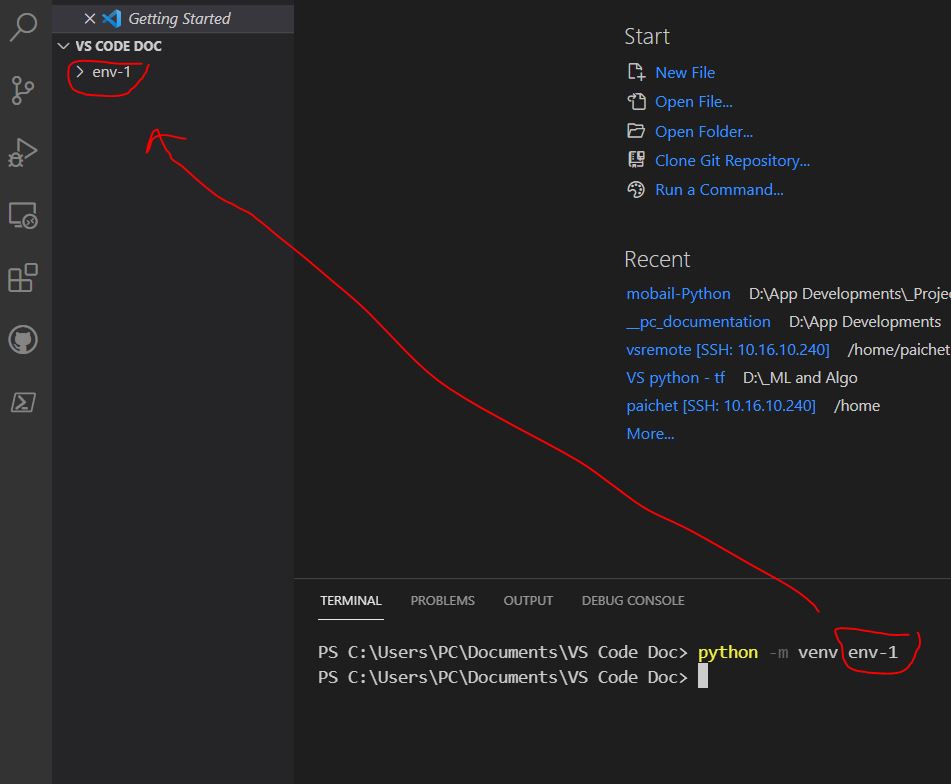 Getting Started
VS CODE DOC
env-1
Start
New File
Open File...
Open Folder...
Clone Git Repository...
Run a Command...
Recent
mobail-Python D:\App Developments\_Projec
__pc_documentation D:\App Developments
vsremote [SSH: 10.16.10.240] /home/paichet
VS python - tf D:\_ML and Algo
paichet [SSH: 10.16.10.240] /home
More...
TERMINAL PROBLEMS OUTPUT DEBUG CONSOLE
PS C:\Users\PC\Documents\VS Code Doc> python -m venv env-1
PS C:\Users\PC\Documents\VS Code Doc>